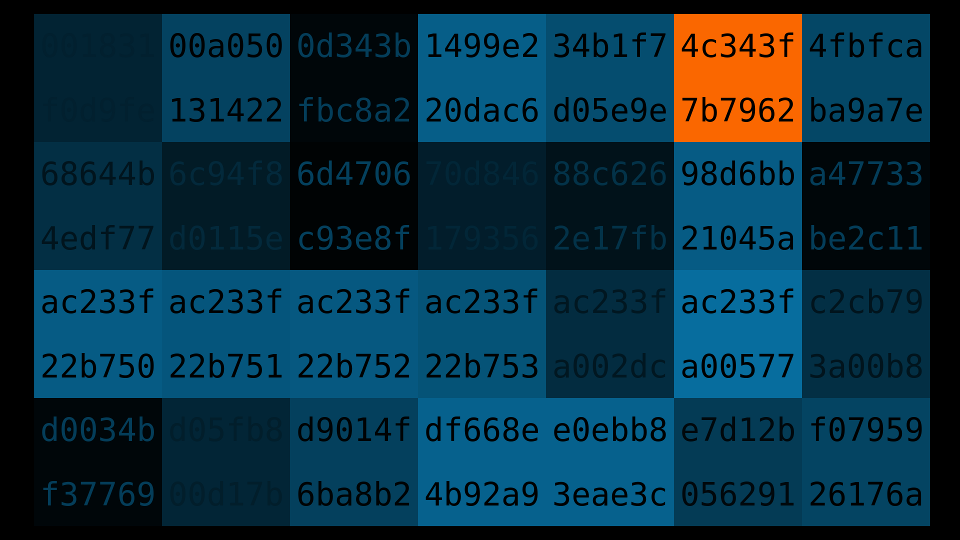 001831 00a050 0d343b 1499e2 34b1f7 4c343f 4fbfca
f0d9fe 131422 fbc8a2 20dac6 d05e9e 7b7962 ba9a7e
68644b 6c94f8 6d4706 70d846 88c626 98d6bb a47733
4edf77 d0115e c93e8f 179356 2e17fb 21045a be2c11
ac233f ac233f ac233f ac233f ac233f ac233f c2cb79
22b750 22b751 22b752 22b753 a002dc a00577 3a00b8
d0034b d05fb8 d9014f df668e e0ebb8 e7d12b f07959
f37769 00d17b 6ba8b2 4b92a9 3eae3c 056291 26176a